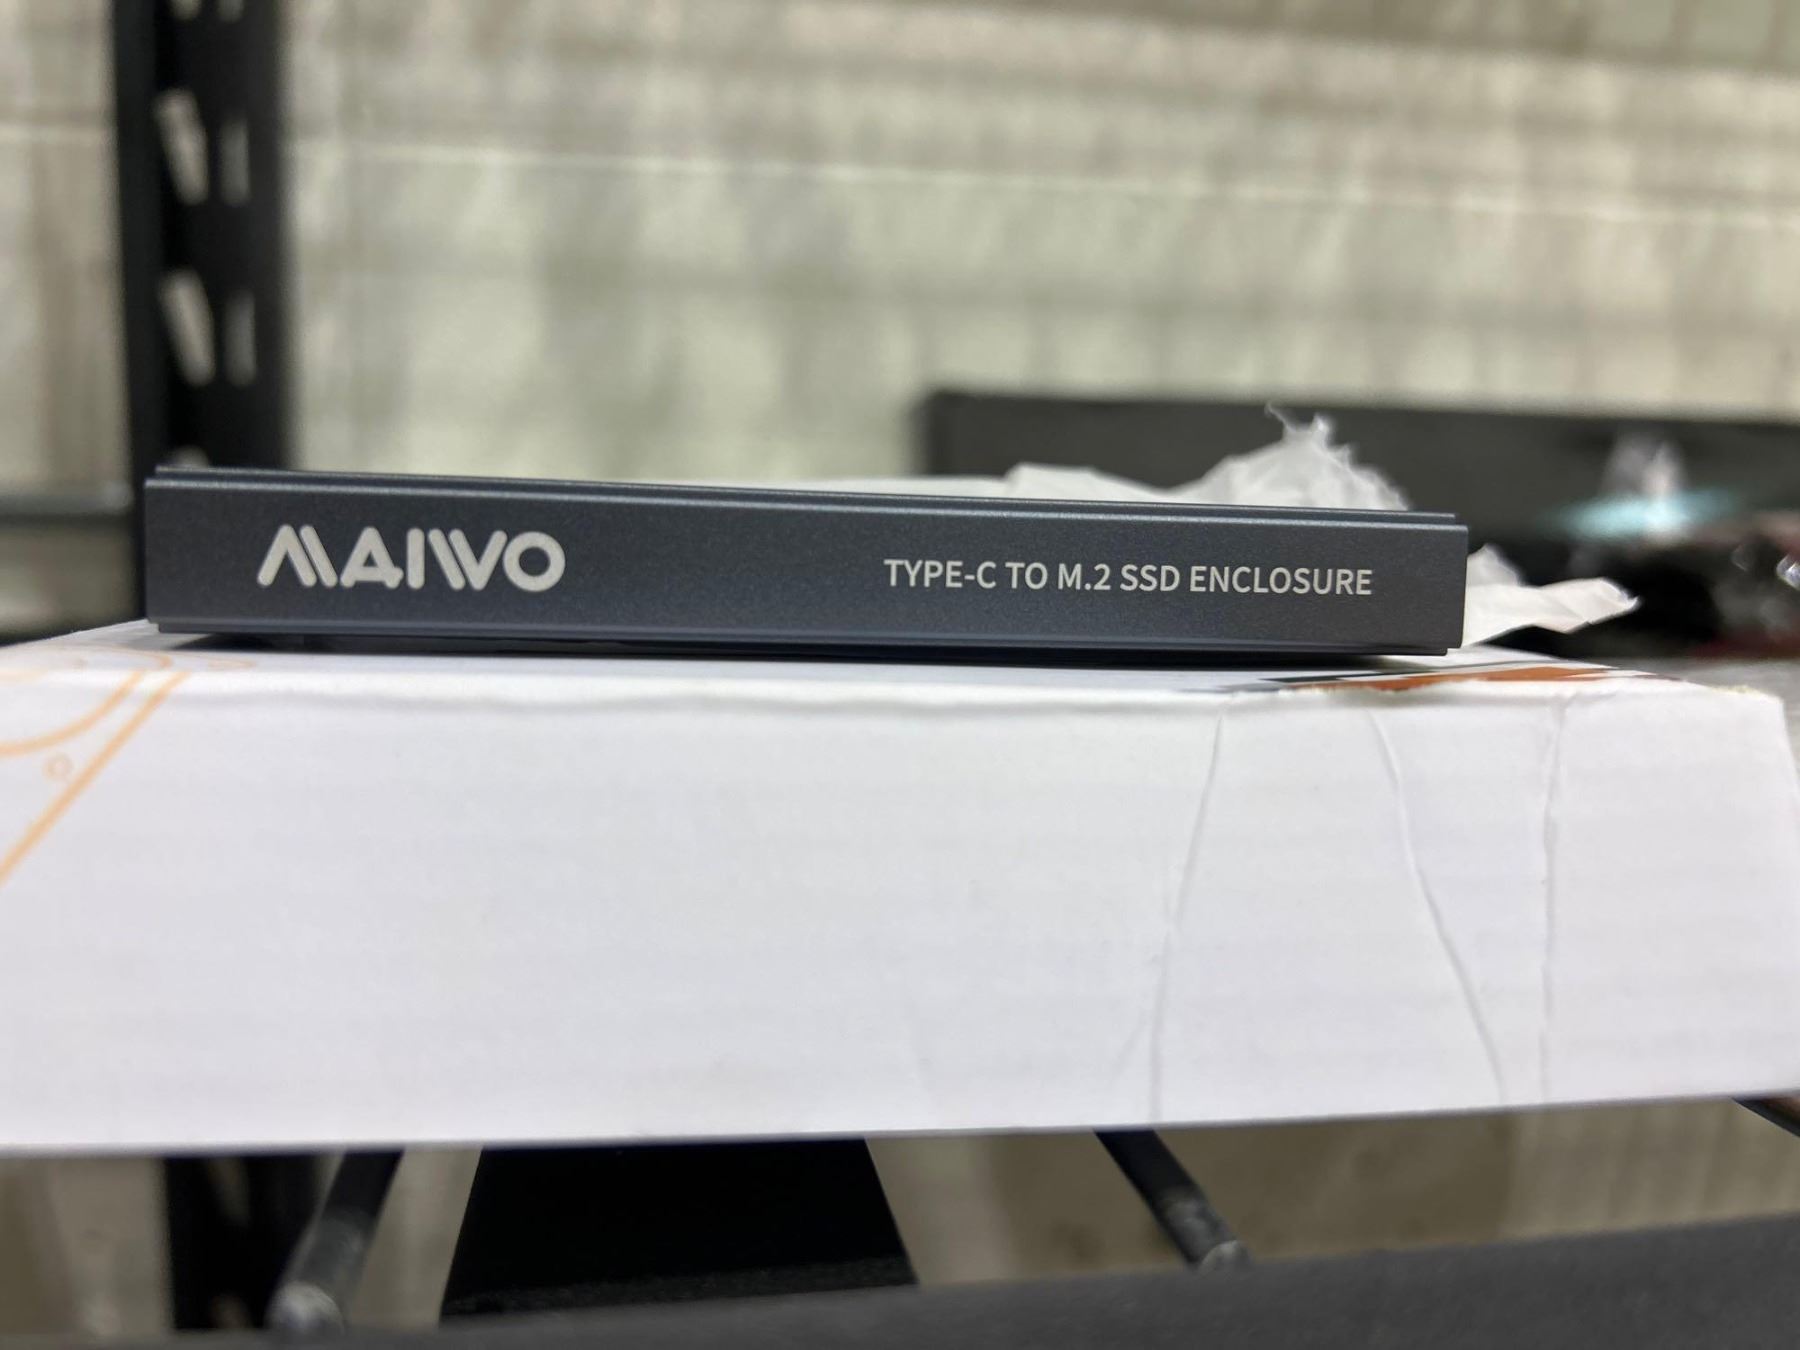 MAIWO
TYPE-C TO M.2 SSD ENCLOSURE